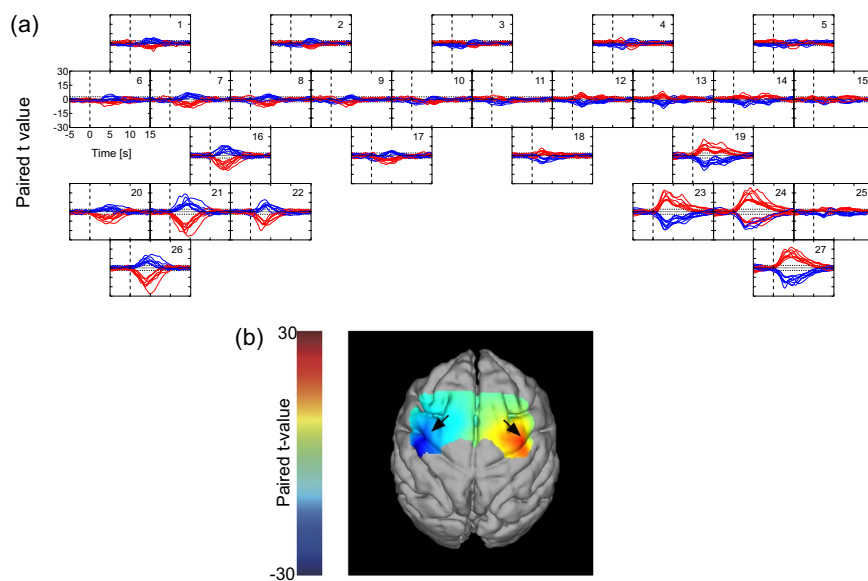 (a)
1 2 3 4 5
30
15
0
-15
-30
6 7 8 9 10 11 12 13 14 15
-5 0 5 10 15
Time [s]
Paired t value
16 17 18 19
20 21 22 23 24 25
26 27
(b)
30
Paired t-value
-30